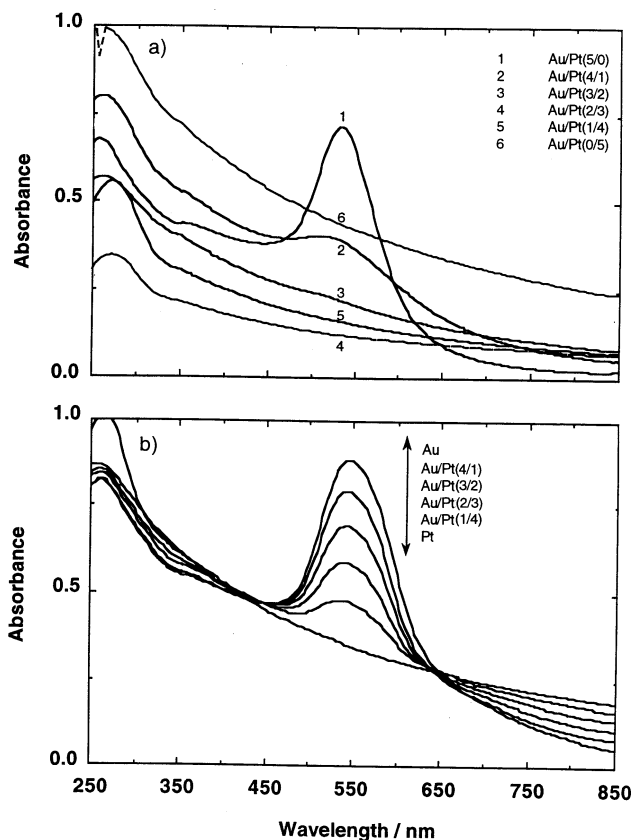 1.0
a)
1 Au/Pt(5/0)
2 Au/Pt(4/1)
3 Au/Pt(3/2)
4 Au/Pt(2/3)
5 Au/Pt(1/4)
6 Au/Pt(0/5)
1
Absorbance
0.5
6
2
3
5
4
0.0
1.0
b)
Au
Au/Pt(4/1)
Au/Pt(3/2)
Au/Pt(2/3)
Au/Pt(1/4)
Pt
Absorbance
0.5
0.0
250 350 450 550 650 750 850
Wavelength / nm